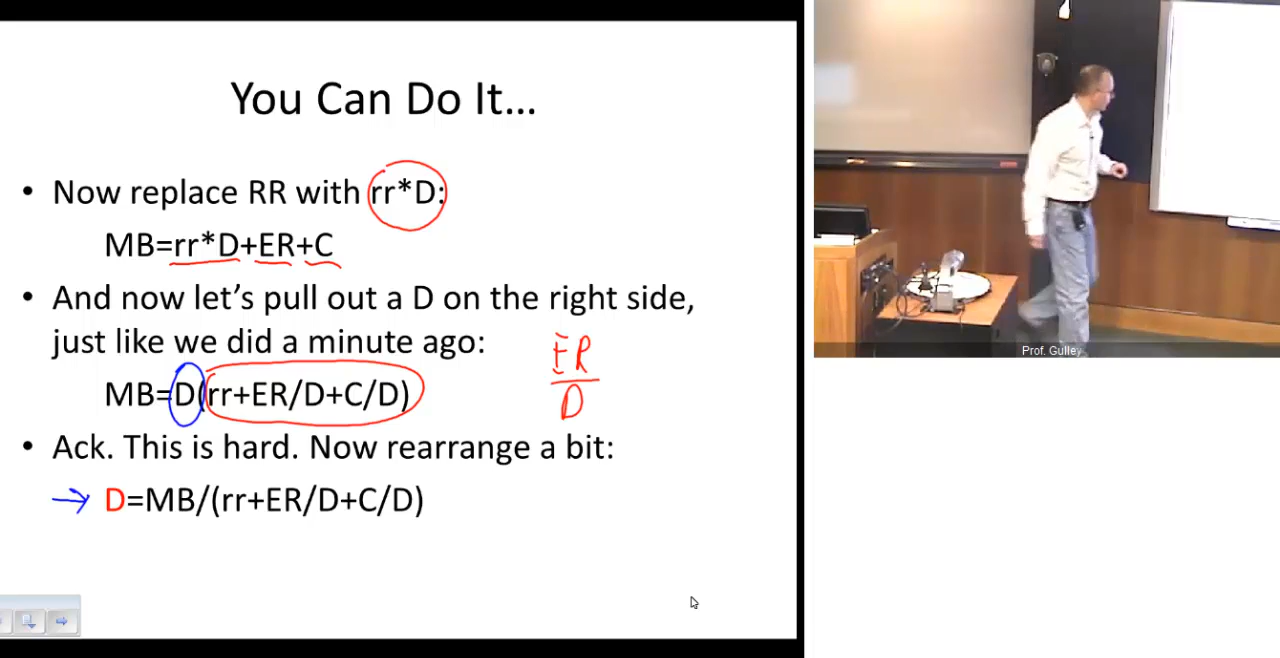 You Can Do It...
• Now replace RR with rr*D:
MB=rr*D+ER+C
• And now let's pull out a D on the right side,
just like we did a minute ago:
ER
D
MB=D(rr+ER/D+C/D)
• Ack. This is hard. Now rearrange a bit:
→ D=MB/(rr+ER/D+C/D)
Prof. Gulley